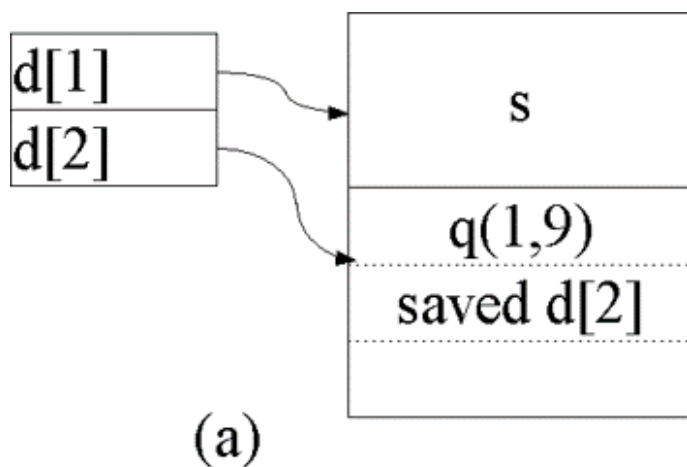 d[1]
d[2]
s
q(1,9)
saved d[2]
(a)